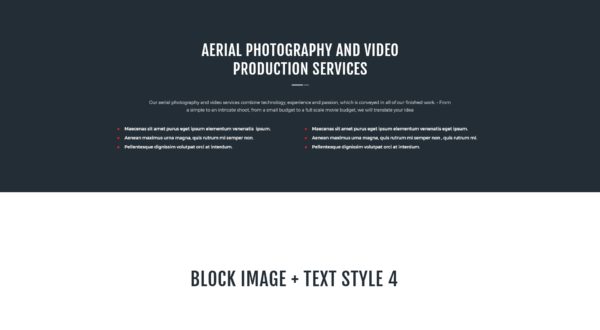 AERIAL PHOTOGRAPHY AND VIDEO
PRODUCTION SERVICES
Our aerial photography and video services combine technology, experience and passion, which is conveyed in all of our finished work. - From
a simple to an intricate shoot, from a small budget to a full scale movie budget, we will translate your idea
Maecenas sit amet purus eget ipsum elementum venenatis ipsum.
Aenean maximus urna magna, quis rutrum mi semper non.
Pellentesque dignissim volutpat orci at interdum.
Maecenas sit amet purus eget ipsum elementum venenatis ipsum.
Aenean maximus urna magna, quis rutrum mi semper non , quis rutrum mi.
Pellentesque dignissim volutpat orci at interdum.
BLOCK IMAGE + TEXT STYLE 4